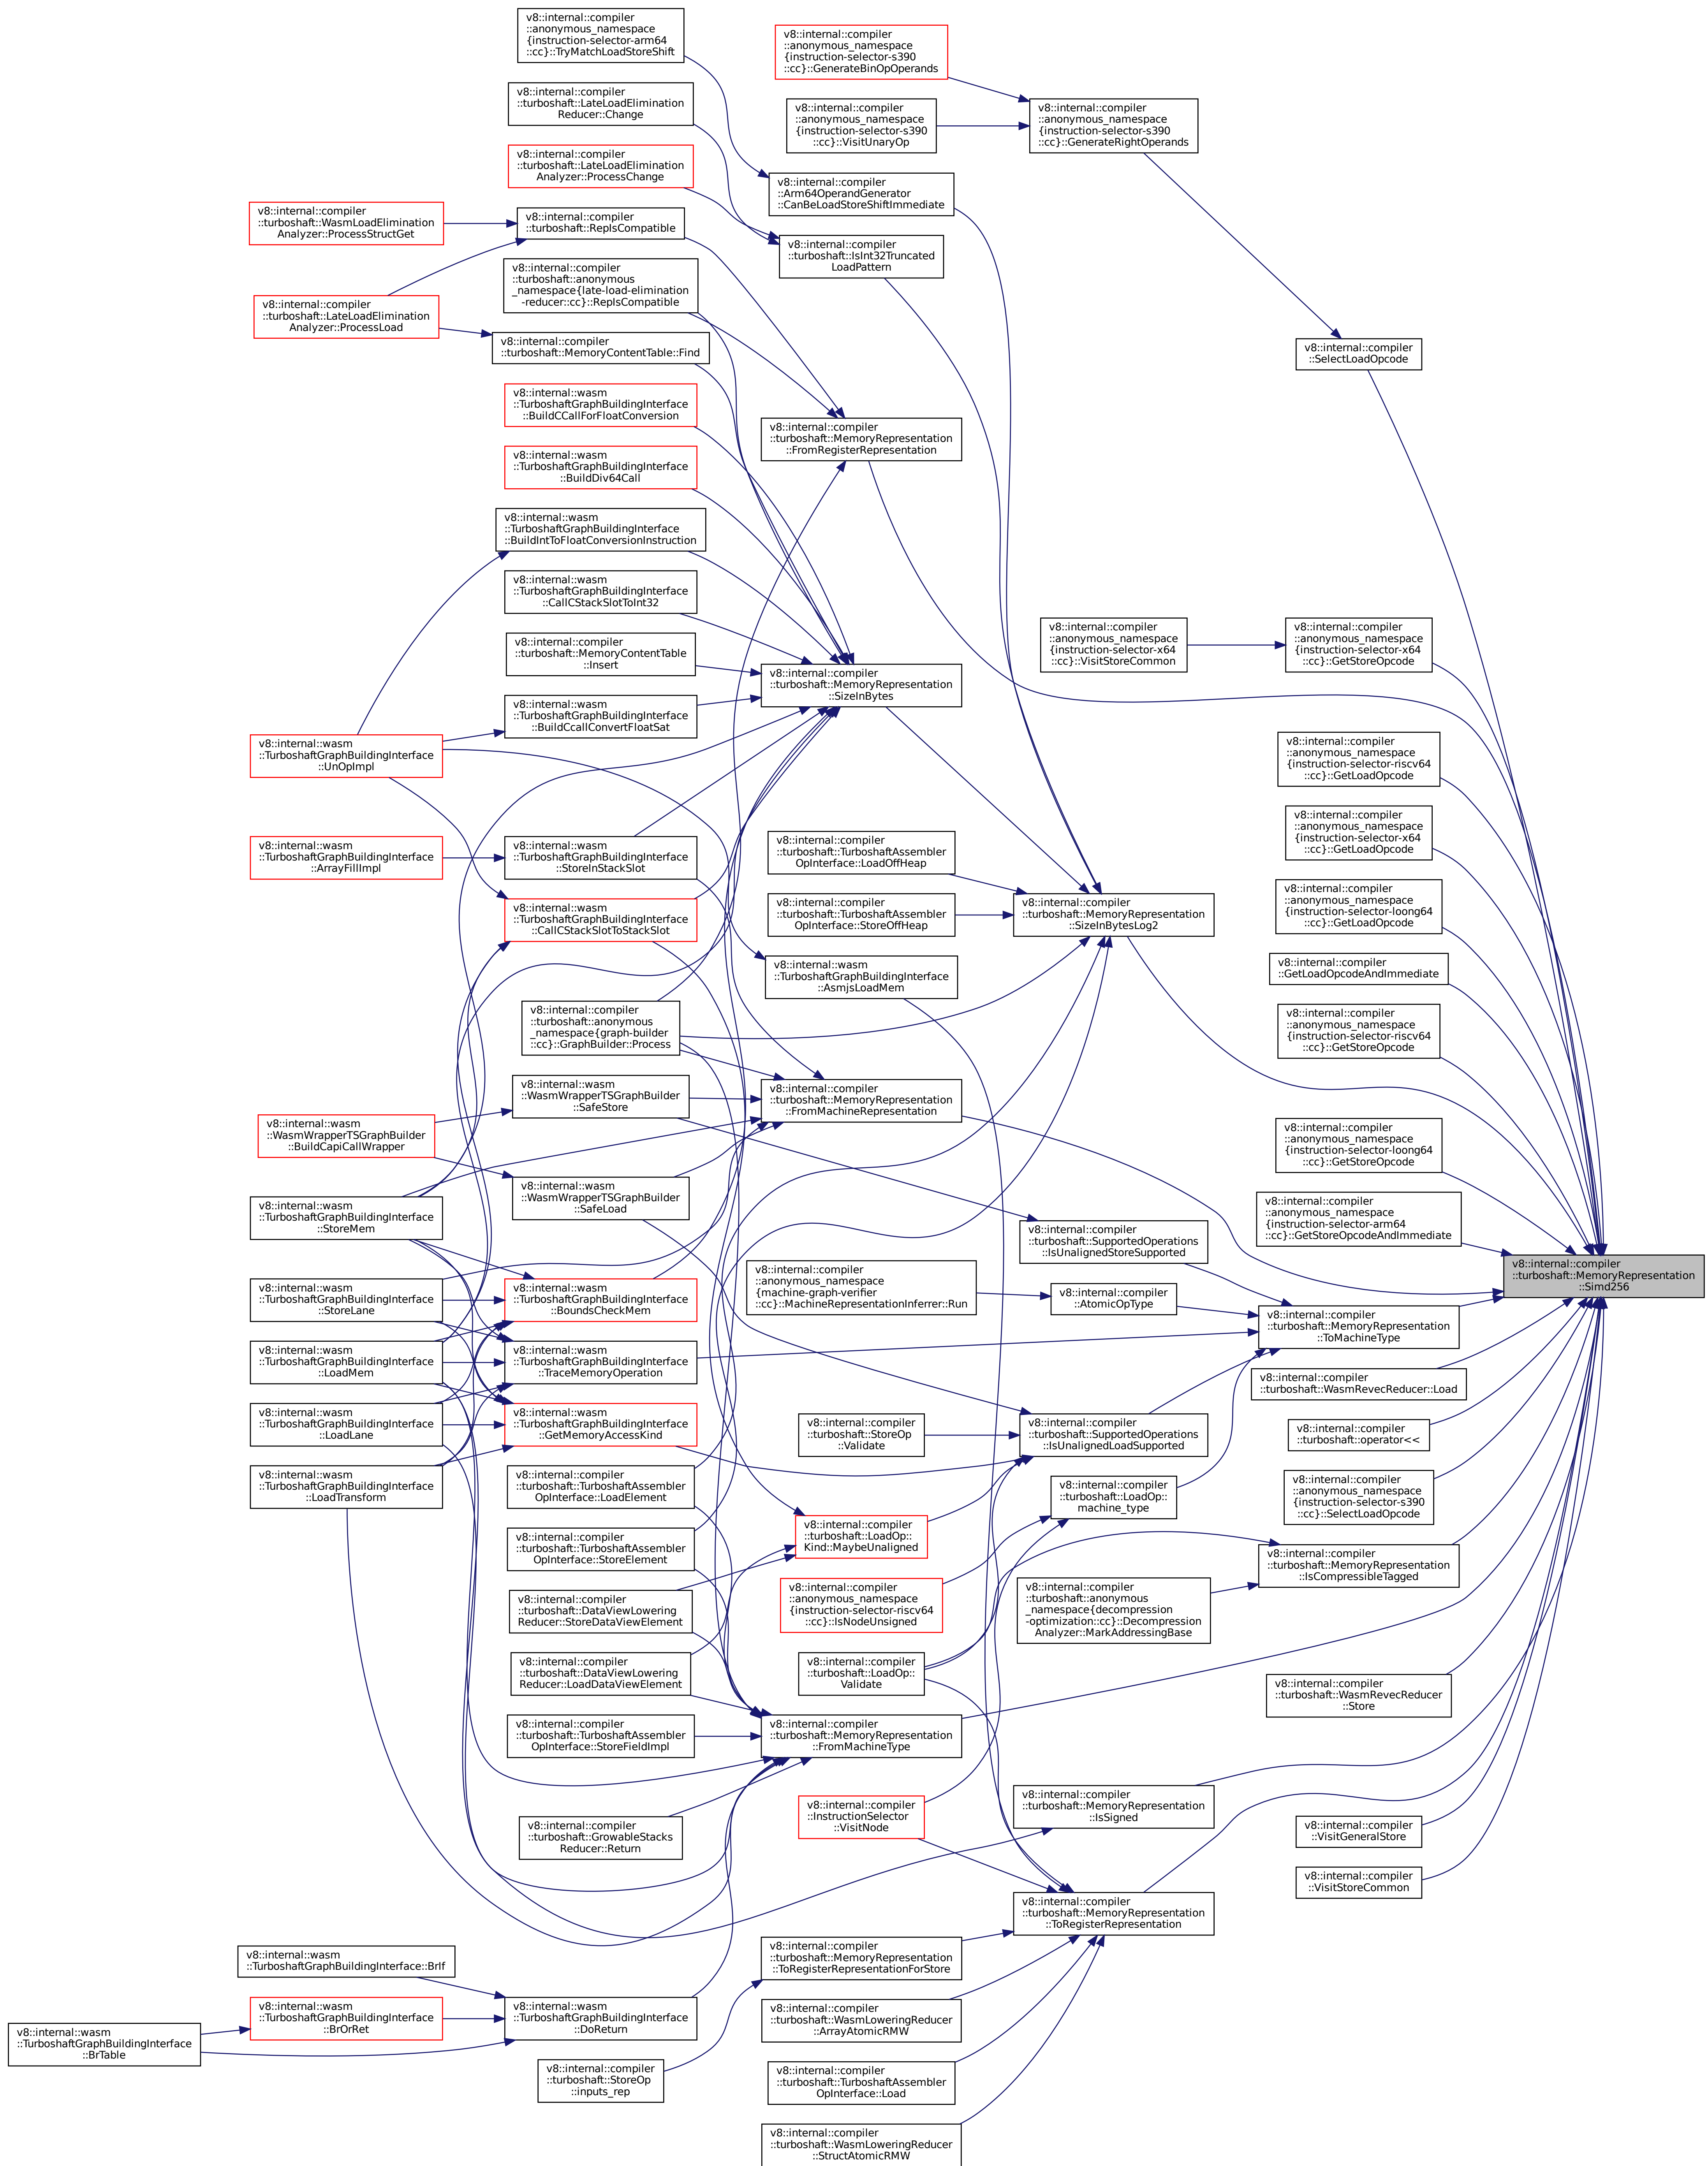 v8::internal::compiler
::anonymous_namespace
{instruction-selector-arm64
::cc}::TryMatchLoadStoreShift
v8::internal::compiler
::anonymous_namespace
{instruction-selector-s390
::cc}::GenerateBinOpOperands
v8::internal::compiler
::turboshaft::LateLoadElimination
Reducer::Change
v8::internal::compiler
::anonymous_namespace
{instruction-selector-s390
::cc}::VisitUnaryOp
v8::internal::compiler
::anonymous_namespace
{instruction-selector-s390
::cc}::GenerateRightOperands
v8::internal::compiler
::turboshaft::LateLoadElimination
Analyzer::ProcessChange
v8::internal::compiler
::Arm64OperandGenerator
::CanBeLoadStoreShiftImmediate
v8::internal::compiler
::turboshaft::WasmLoadElimination
Analyzer::ProcessStructGet
v8::internal::compiler
::turboshaft::RepIsCompatible
v8::internal::compiler
::turboshaft::IsInt32Truncated
LoadPattern
v8::internal::compiler
::turboshaft::anonymous
_namespace{late-load-elimination
-reducer::cc}::RepIsCompatible
v8::internal::compiler
::turboshaft::LateLoadElimination
Analyzer::ProcessLoad
v8::internal::compiler
::turboshaft::MemoryContentTable::Find
v8::internal::compiler
::SelectLoadOpcode
v8::internal::wasm
::TurboshaftGraphBuildingInterface
::BuildCCallForFloatConversion
v8::internal::compiler
::turboshaft::MemoryRepresentation
::FromRegisterRepresentation
v8::internal::wasm
::TurboshaftGraphBuildingInterface
::BuildDiv64Call
v8::internal::wasm
::TurboshaftGraphBuildingInterface
::BuildIntToFloatConversionInstruction
v8::internal::wasm
::TurboshaftGraphBuildingInterface
::CallCStackSlotToInt32
v8::internal::compiler
::turboshaft::MemoryContentTable
::Insert
v8::internal::compiler
::anonymous_namespace
{instruction-selector-x64
::cc}::VisitStoreCommon
v8::internal::compiler
::anonymous_namespace
{instruction-selector-x64
::cc}::GetStoreOpcode
v8::internal::compiler
::turboshaft::MemoryRepresentation
::SizeInBytes
v8::internal::wasm
::TurboshaftGraphBuildingInterface
::BuildCcallConvertFloatSat
v8::internal::wasm
::TurboshaftGraphBuildingInterface
::UnOpImpl
v8::internal::compiler
::anonymous_namespace
{instruction-selector-riscv64
::cc}::GetLoadOpcode
v8::internal::compiler
::anonymous_namespace
{instruction-selector-x64
::cc}::GetLoadOpcode
v8::internal::wasm
::TurboshaftGraphBuildingInterface
::ArrayFillImpl
v8::internal::wasm
::TurboshaftGraphBuildingInterface
::StoreInStackSlot
v8::internal::compiler
::turboshaft::TurboshaftAssembler
OpInterface::LoadOffHeap
v8::internal::wasm
::TurboshaftGraphBuildingInterface
::CallCStackSlotToStackSlot
v8::internal::compiler
::turboshaft::TurboshaftAssembler
OpInterface::StoreOffHeap
v8::internal::compiler
::turboshaft::MemoryRepresentation
::SizeInBytesLog2
v8::internal::compiler
::anonymous_namespace
{instruction-selector-loong64
::cc}::GetLoadOpcode
v8::internal::wasm
::TurboshaftGraphBuildingInterface
::AsmjsLoadMem
v8::internal::compiler
::GetLoadOpcodeAndImmediate
v8::internal::compiler
::turboshaft::anonymous
_namespace{graph-builder
::cc}::GraphBuilder::Process
v8::internal::compiler
::anonymous_namespace
{instruction-selector-riscv64
::cc}::GetStoreOpcode
v8::internal::wasm
::WasmWrapperTSGraphBuilder
::SafeStore
v8::internal::compiler
::turboshaft::MemoryRepresentation
::FromMachineRepresentation
v8::internal::wasm
::WasmWrapperTSGraphBuilder
::BuildCapiCallWrapper
v8::internal::compiler
::anonymous_namespace
{instruction-selector-loong64
::cc}::GetStoreOpcode
v8::internal::wasm
::WasmWrapperTSGraphBuilder
::SafeLoad
v8::internal::wasm
::TurboshaftGraphBuildingInterface
::StoreMem
v8::internal::compiler
::turboshaft::SupportedOperations
::IsUnalignedStoreSupported
v8::internal::compiler
::anonymous_namespace
{instruction-selector-arm64
::cc}::GetStoreOpcodeAndImmediate
v8::internal::compiler
::turboshaft::MemoryRepresentation
::Simd256
v8::internal::wasm
::TurboshaftGraphBuildingInterface
::StoreLane
v8::internal::wasm
::TurboshaftGraphBuildingInterface
::BoundsCheckMem
v8::internal::compiler
::anonymous_namespace
{machine-graph-verifier
::cc}::MachineRepresentationInferrer::Run
v8::internal::compiler
::AtomicOpType
v8::internal::compiler
::turboshaft::MemoryRepresentation
::ToMachineType
v8::internal::wasm
::TurboshaftGraphBuildingInterface
::LoadMem
v8::internal::wasm
::TurboshaftGraphBuildingInterface
::TraceMemoryOperation
v8::internal::compiler
::turboshaft::WasmRevecReducer::Load
v8::internal::wasm
::TurboshaftGraphBuildingInterface
::LoadLane
v8::internal::wasm
::TurboshaftGraphBuildingInterface
::GetMemoryAccessKind
v8::internal::compiler
::turboshaft::StoreOp
::Validate
v8::internal::compiler
::turboshaft::SupportedOperations
::IsUnalignedLoadSupported
v8::internal::compiler
::turboshaft::operator<<
v8::internal::wasm
::TurboshaftGraphBuildingInterface
::LoadTransform
v8::internal::compiler
::turboshaft::TurboshaftAssembler
OpInterface::LoadElement
v8::internal::compiler
::turboshaft::LoadOp::
machine_type
v8::internal::compiler
::anonymous_namespace
{instruction-selector-s390
::cc}::SelectLoadOpcode
v8::internal::compiler
::turboshaft::TurboshaftAssembler
OpInterface::StoreElement
v8::internal::compiler
::turboshaft::LoadOp::
Kind::MaybeUnaligned
v8::internal::compiler
::turboshaft::MemoryRepresentation
::IsCompressibleTagged
v8::internal::compiler
::turboshaft::DataViewLowering
Reducer::StoreDataViewElement
v8::internal::compiler
::anonymous_namespace
{instruction-selector-riscv64
::cc}::IsNodeUnsigned
v8::internal::compiler
::turboshaft::anonymous
_namespace{decompression
-optimization::cc}::Decompression
Analyzer::MarkAddressingBase
v8::internal::compiler
::turboshaft::DataViewLowering
Reducer::LoadDataViewElement
v8::internal::compiler
::turboshaft::LoadOp::
Validate
v8::internal::compiler
::turboshaft::WasmRevecReducer
::Store
v8::internal::compiler
::turboshaft::TurboshaftAssembler
OpInterface::StoreFieldImpl
v8::internal::compiler
::turboshaft::MemoryRepresentation
::FromMachineType
v8::internal::compiler
::InstructionSelector
::VisitNode
v8::internal::compiler
::turboshaft::MemoryRepresentation
::IsSigned
v8::internal::compiler
::turboshaft::GrowableStacks
Reducer::Return
v8::internal::compiler
::VisitGeneralStore
v8::internal::compiler
::VisitStoreCommon
v8::internal::compiler
::turboshaft::MemoryRepresentation
::ToRegisterRepresentation
v8::internal::wasm
::TurboshaftGraphBuildingInterface::BrIf
v8::internal::compiler
::turboshaft::MemoryRepresentation
::ToRegisterRepresentationForStore
v8::internal::wasm
::TurboshaftGraphBuildingInterface
::BrOrRet
v8::internal::wasm
::TurboshaftGraphBuildingInterface
::DoReturn
v8::internal::compiler
::turboshaft::WasmLoweringReducer
::ArrayAtomicRMW
v8::internal::wasm
::TurboshaftGraphBuildingInterface
::BrTable
v8::internal::compiler
::turboshaft::StoreOp
::inputs_rep
v8::internal::compiler
::turboshaft::TurboshaftAssembler
OpInterface::Load
v8::internal::compiler
::turboshaft::WasmLoweringReducer
::StructAtomicRMW